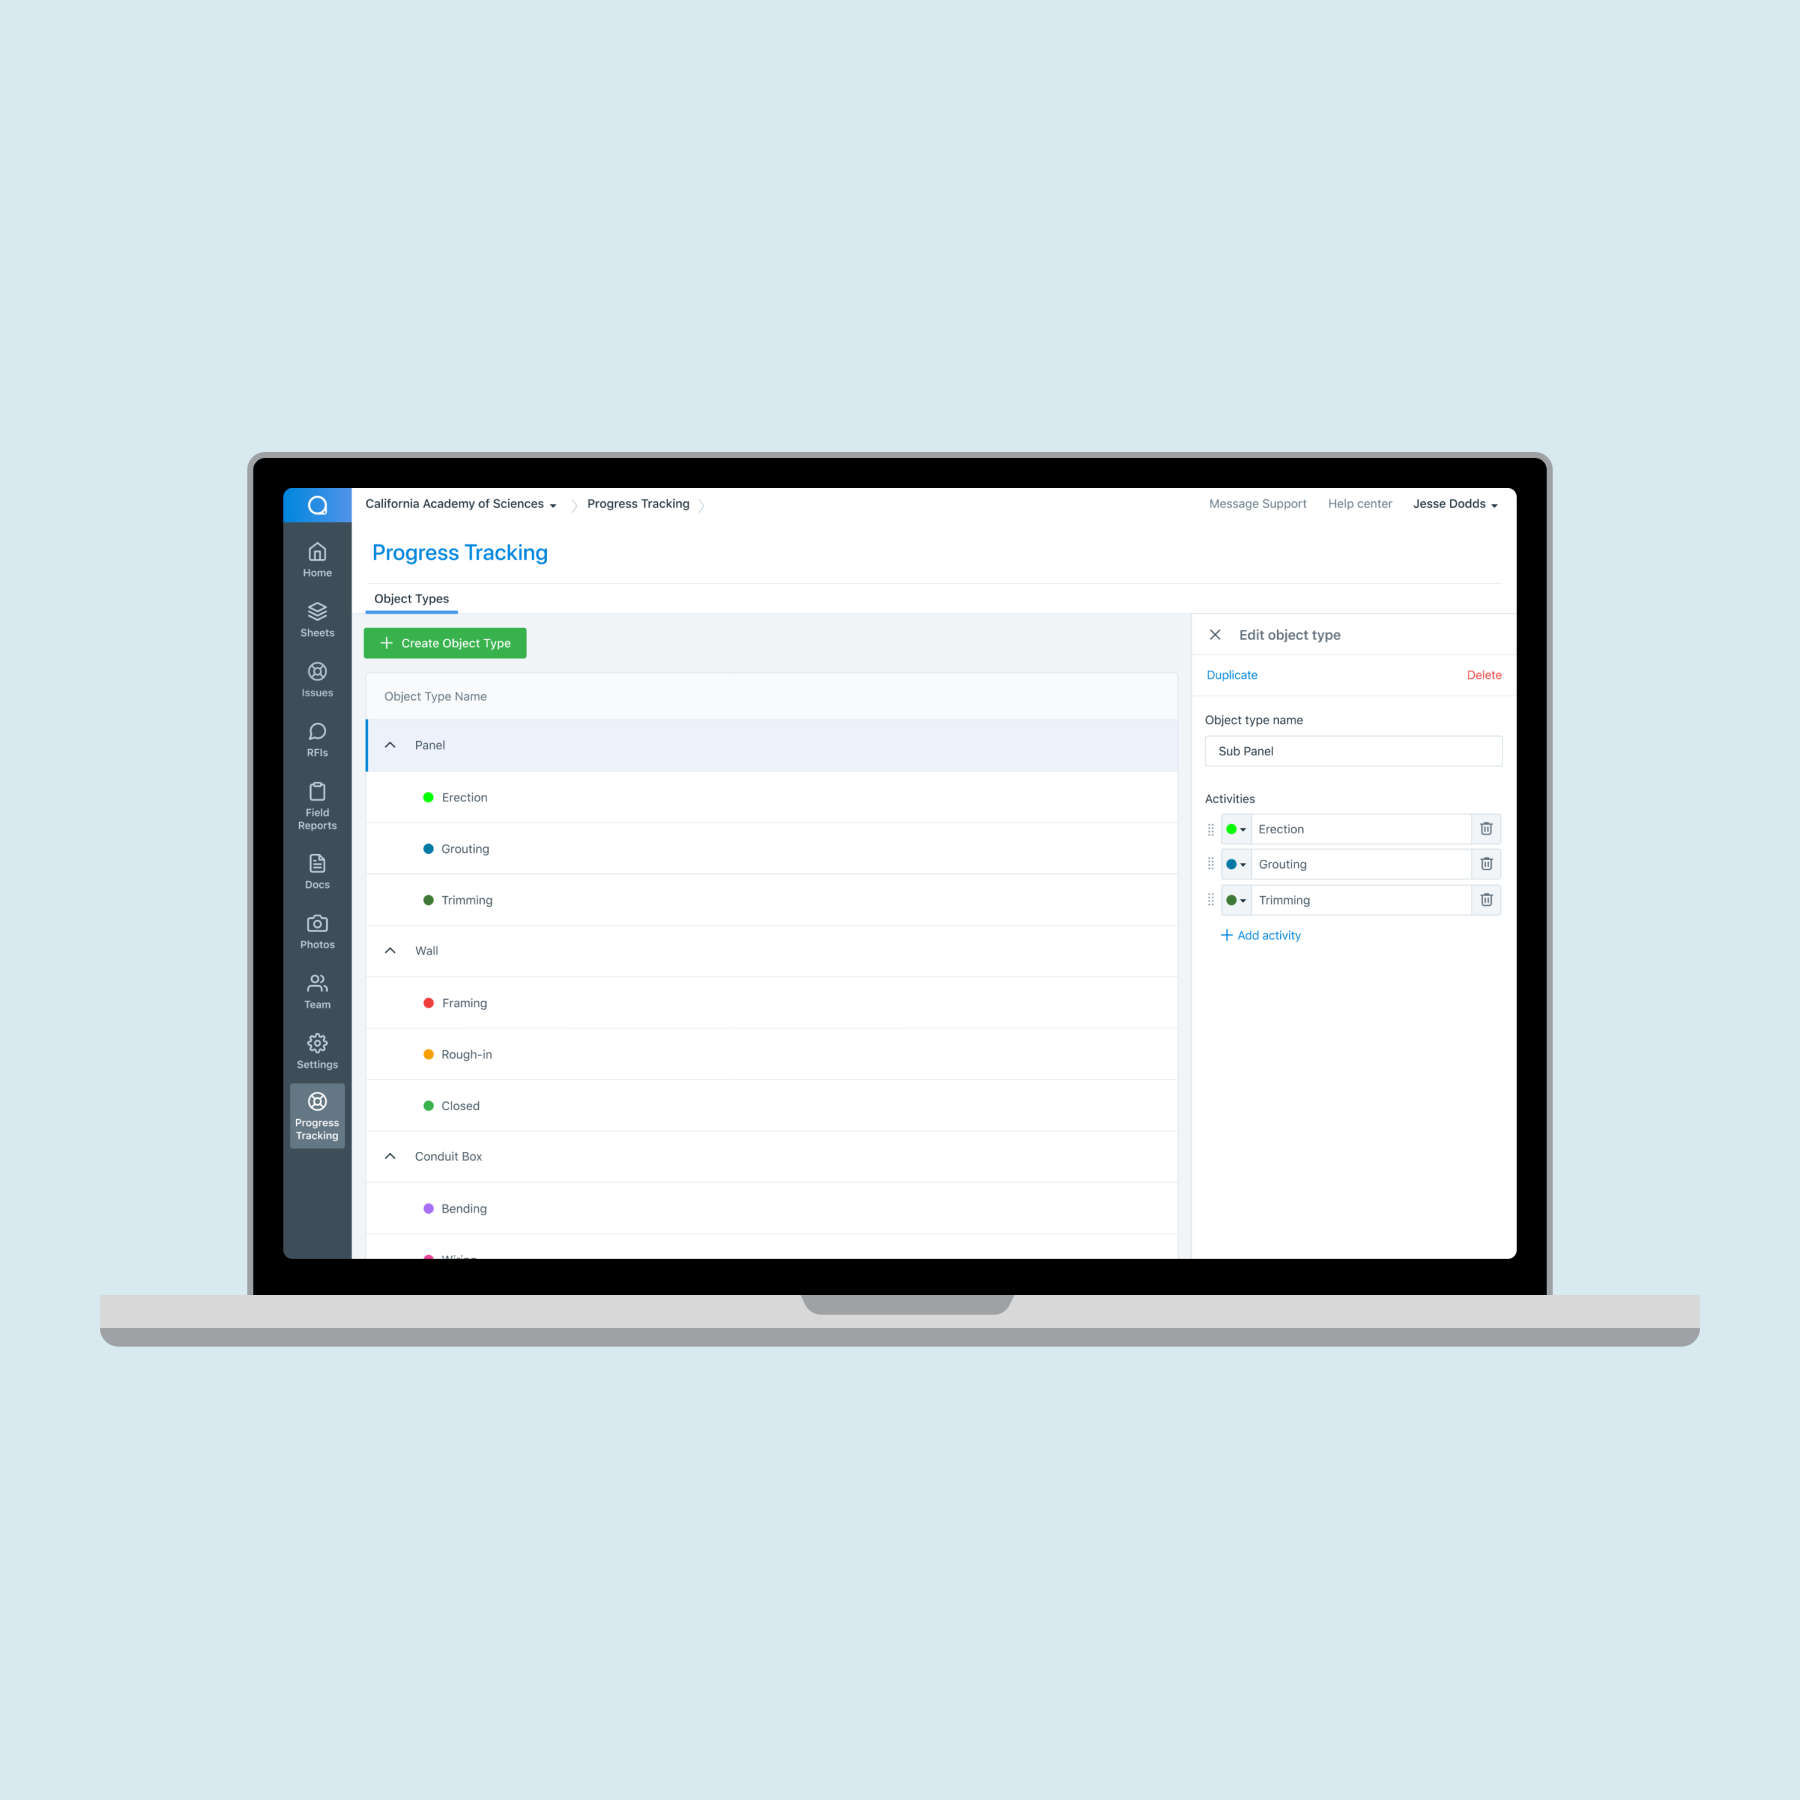 California Academy of Sciences
Progress Tracking
Message Support
Help center
Jesse Dodds
Home
Sheets
Issues
RFIs
Field
Reports
Docs
Photos
Team
Settings
Progress
Tracking
Progress Tracking
Object Types
Create Object Type
Object Type Name
Panel
Erection
Grouting
Trimming
Wall
Framing
Rough-in
Closed
Conduit Box
Bending
Edit object type
Duplicate
Delete
Object type name
Sub Panel
Activities
Erection
Grouting
Trimming
Add activity